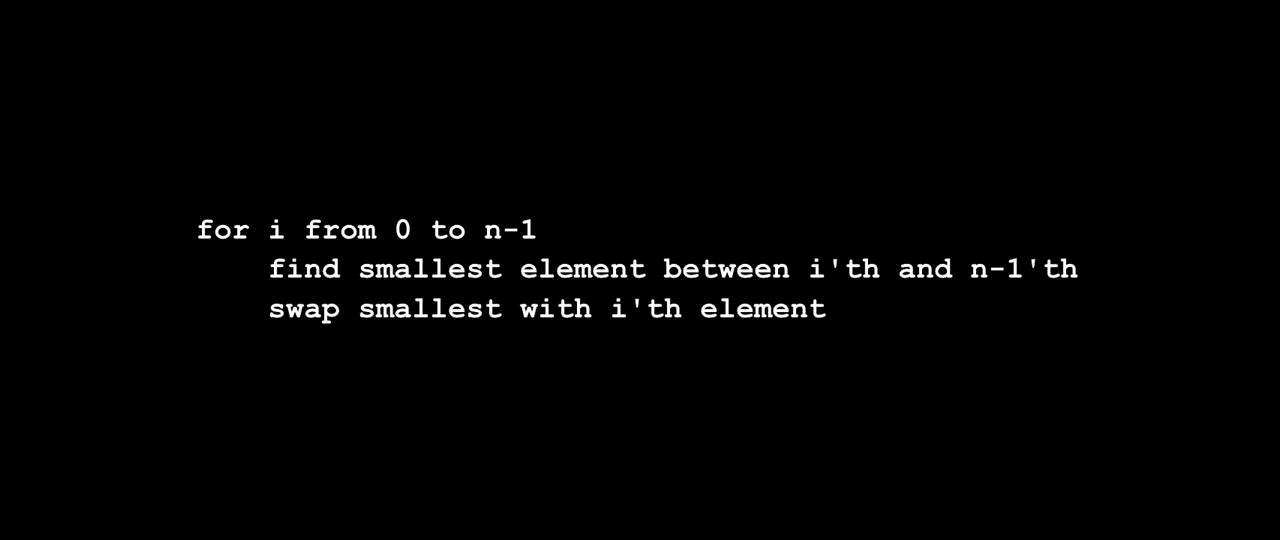 for i from 0 to n-1
find smallest element between i'th and n-1'th
swap smallest with i'th element